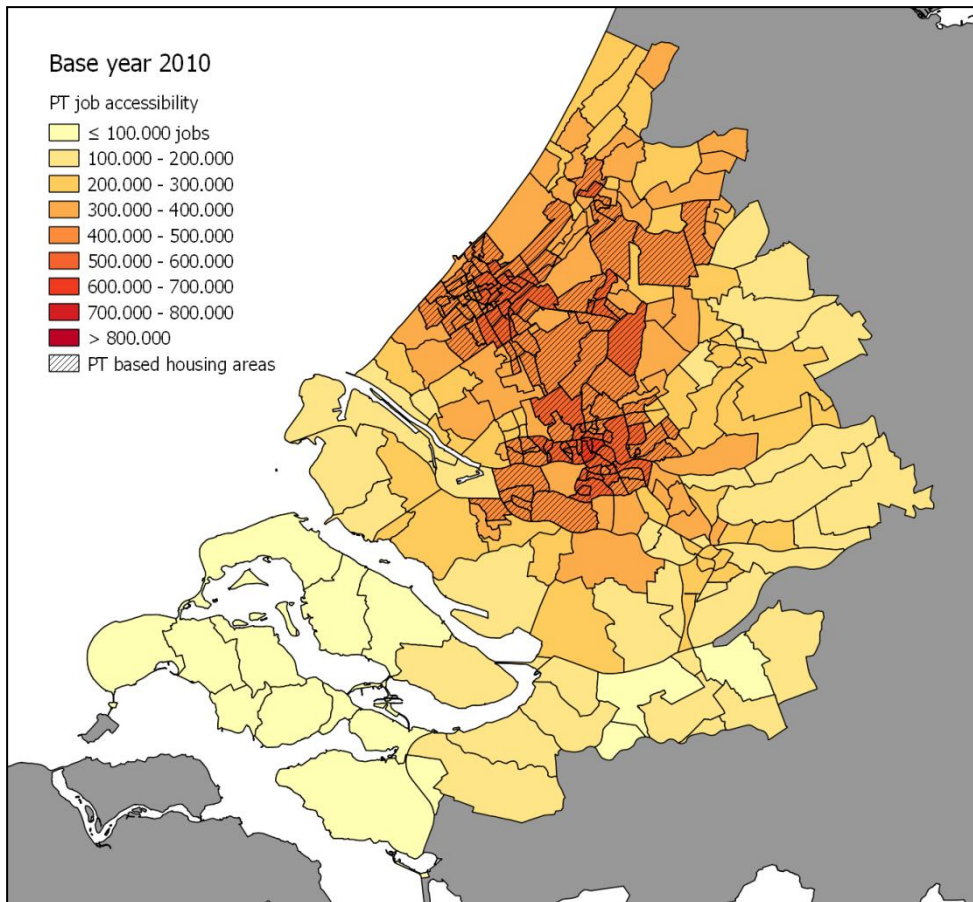 Base year 2010
PT job accessibility
≤ 100.000 jobs
100.000 - 200.000
200.000 - 300.000
300.000 - 400.000
400.000 - 500.000
500.000 - 600.000
600.000 - 700.000
700.000 - 800.000
> 800.000
PT based housing areas